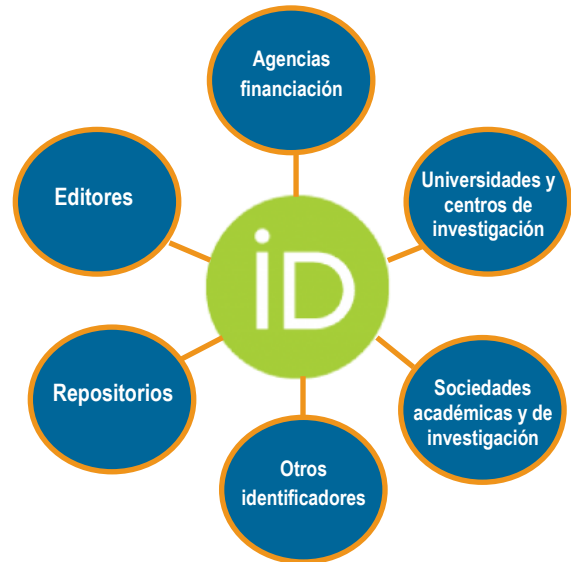 Agencias
financiación
Editores
Universidades y
centros de
investigación
iD
Repositorios
Sociedades
académicas y de
investigación
Otros
identificadores